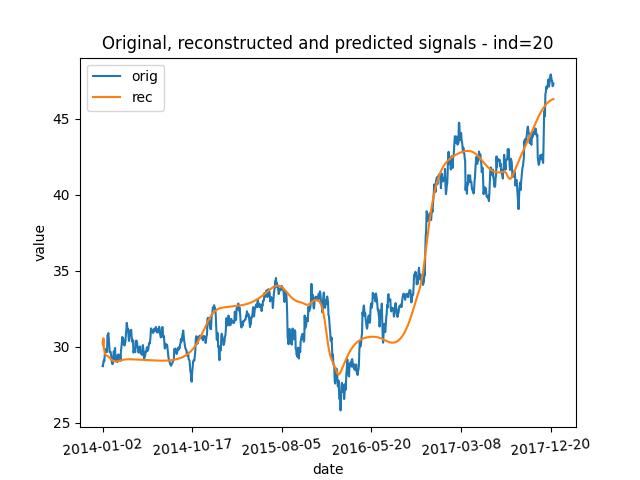 Original, reconstructed and predicted signals - ind=20
orig
rec
45
40
35
30
25
value
2014-01-02 2014-10-17 2015-08-05 2016-05-20 2017-03-08 2017-12-20
date